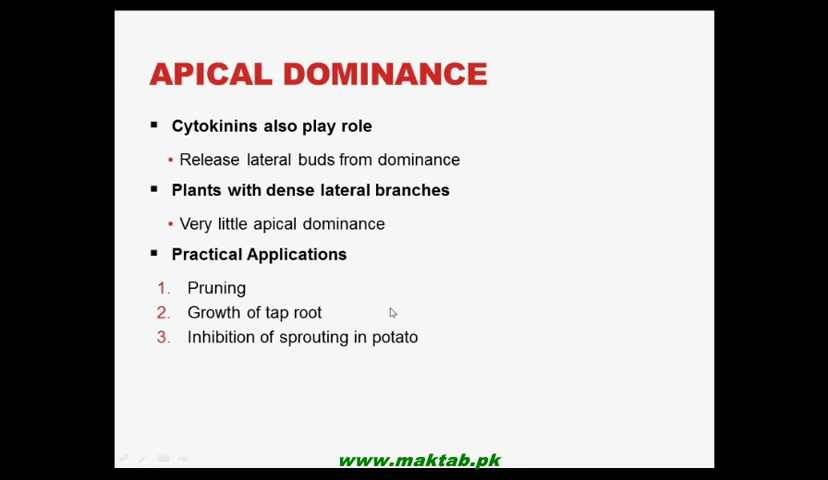 APICAL DOMINANCE
▪ Cytokinins also play role
• Release lateral buds from dominance
▪ Plants with dense lateral branches
• Very little apical dominance
▪ Practical Applications
1. Pruning
2. Growth of tap root
3. Inhibition of sprouting in potato
www.maktab.pk